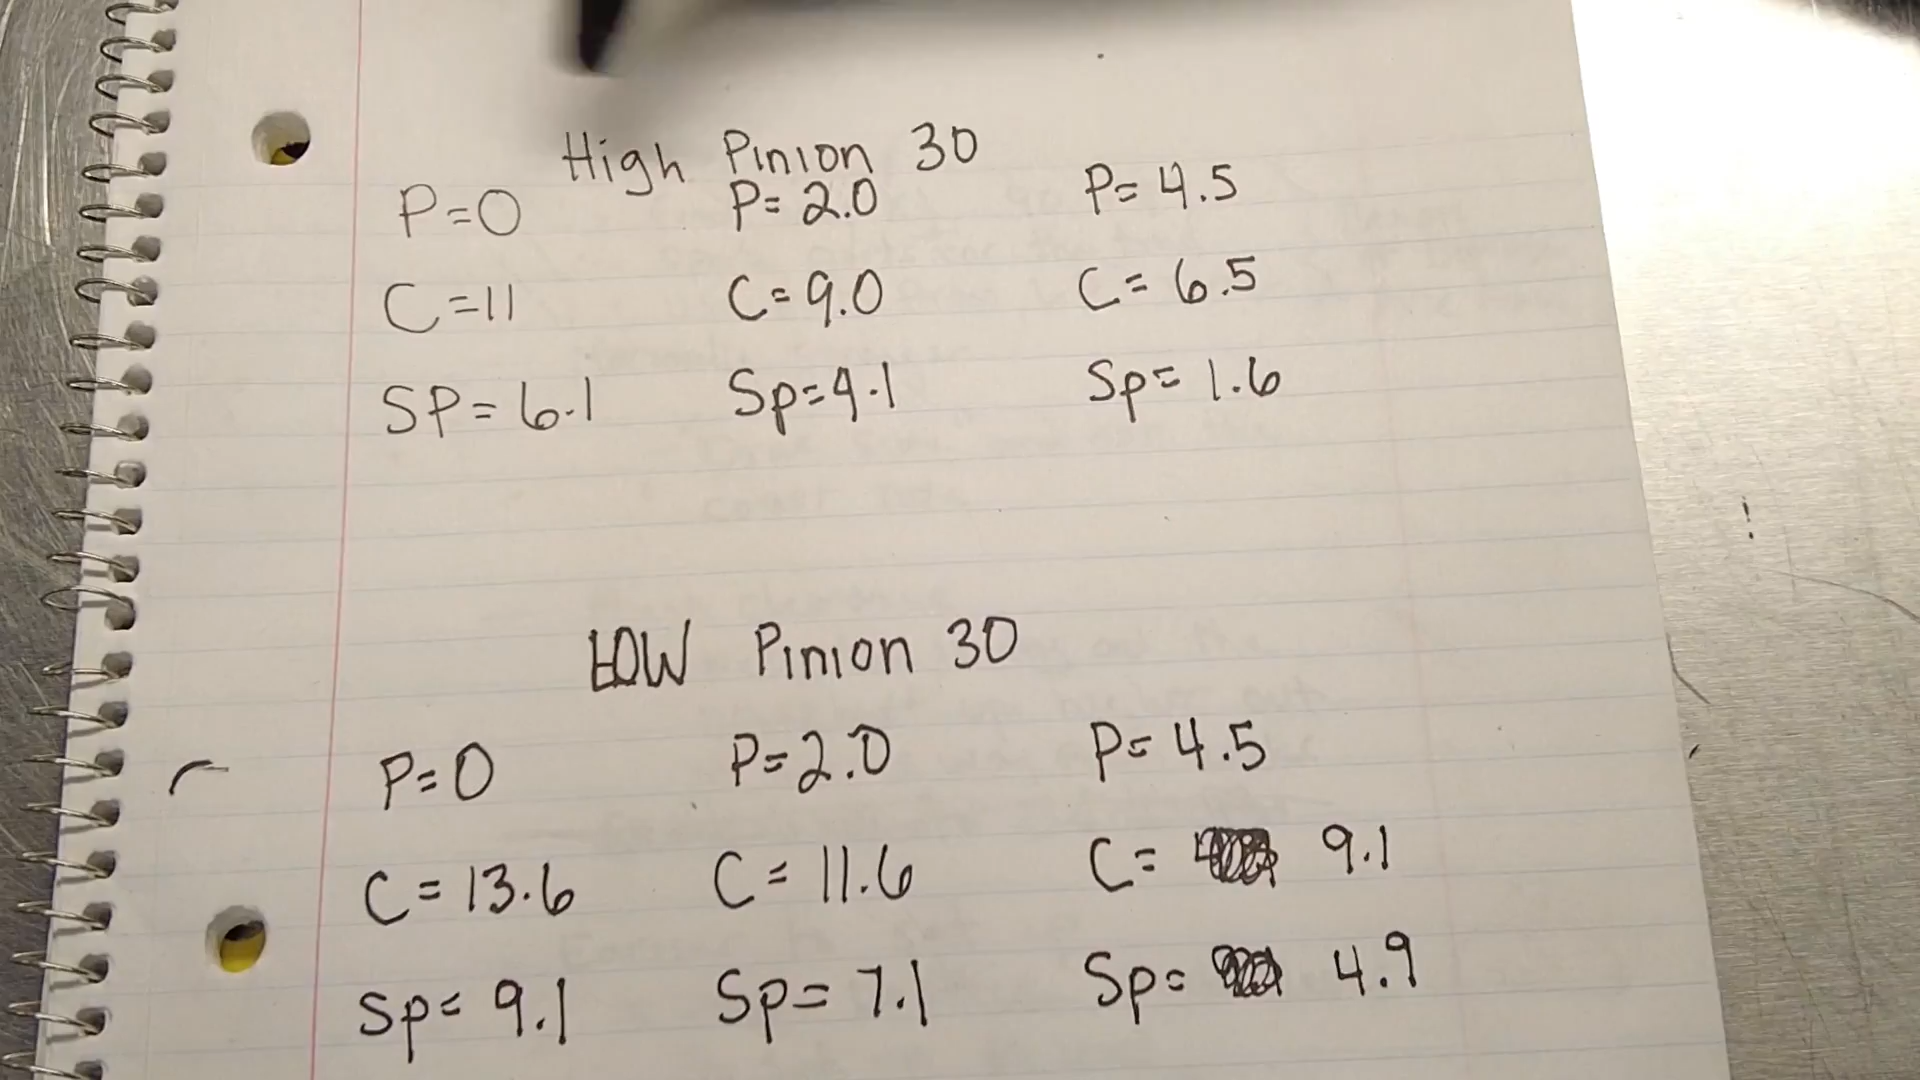 High Pinion 30
P=0 P=2.0 P=4.5
C=11 C=9.0 C=6.5
SP=6.1 Sp=4.1 Sp=1.6
LOW Pinion 30
P=0 P=2.0 P=4.5
C=13.6 C=11.6 C= 9.1
Sp=9.1 Sp=7.1 Sp= 4.9